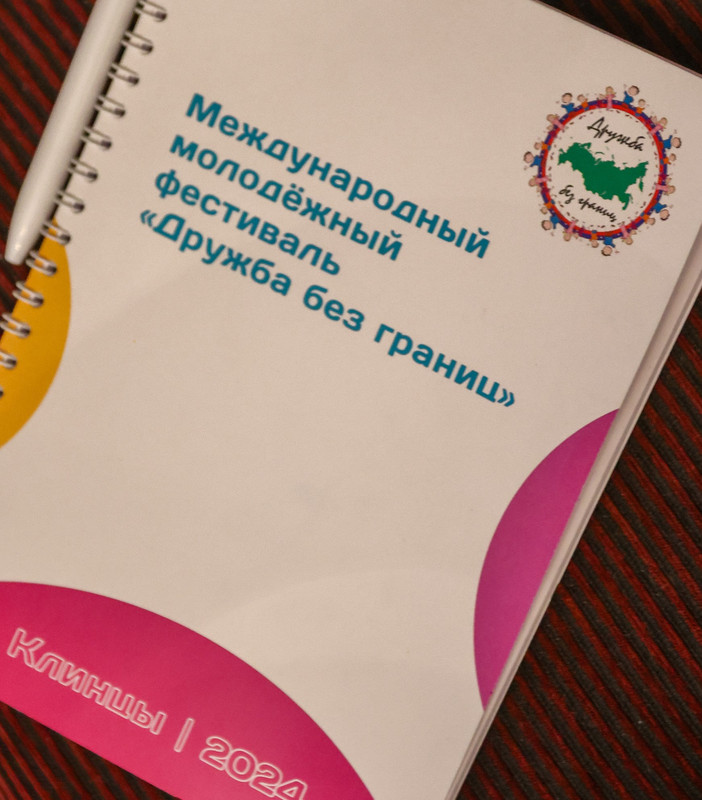 Международный
молодёжный
фестиваль
«Дружба без границ»
Дружба
без границ
Клинцы | 2024